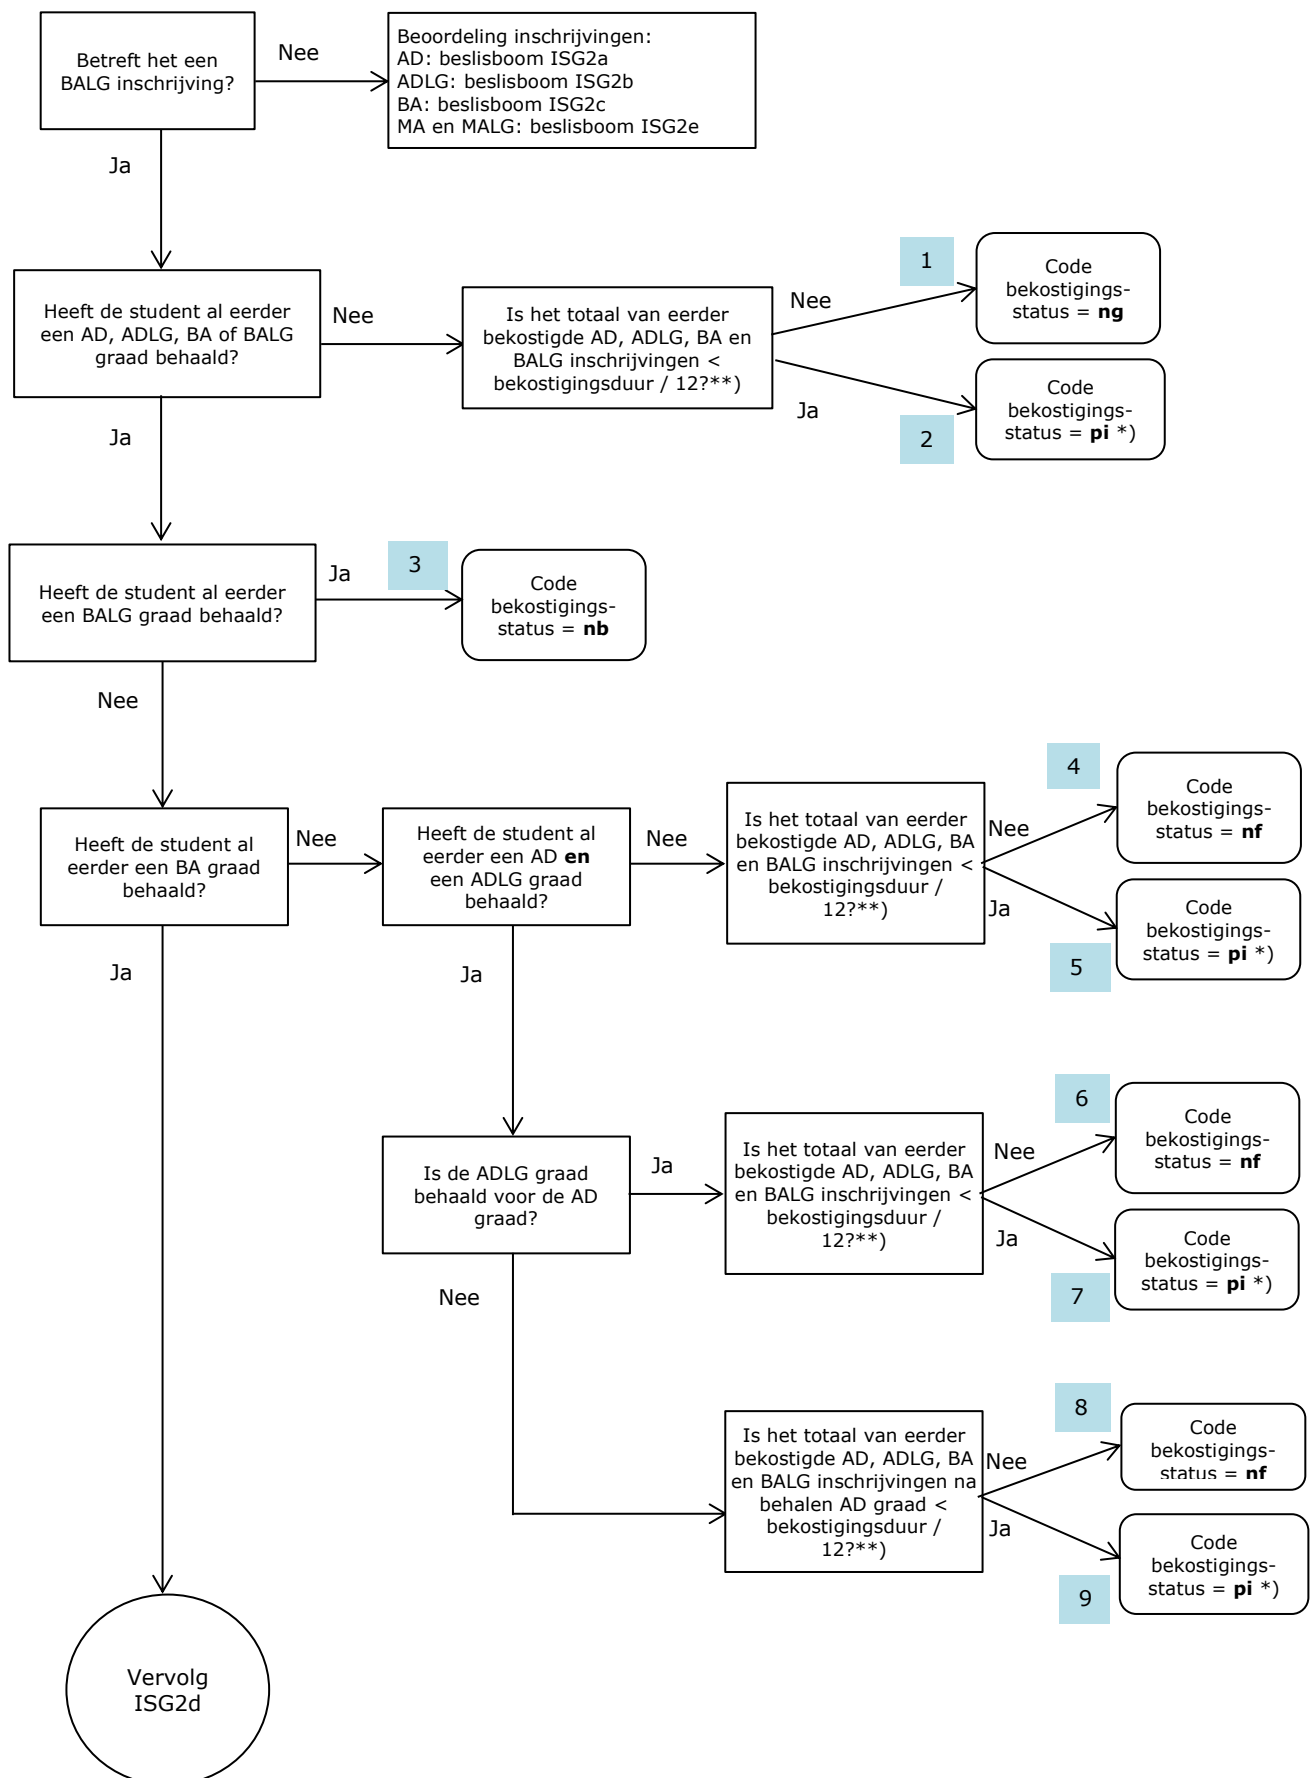 Betreft het een
BALG inschrijving?
Nee
Beoordeling inschrijvingen:
AD: beslisboom ISG2a
ADLG: beslisboom ISG2b
BA: beslisboom ISG2c
MA en MALG: beslisboom ISG2e
Ja
Heeft de student al eerder
een AD, ADLG, BA of BALG
graad behaald?
Nee
Is het totaal van eerder
bekostigde AD, ADLG, BA en
BALG inschrijvingen <
bekostigingsduur / 12?**)
Nee
1
Code
bekostigings-
status = ng
Ja
2
Code
bekostigings-
status = pi *)
Ja
Heeft de student al eerder
een BALG graad behaald?
Ja
3
Code
bekostigings-
status = nb
Nee
Heeft de student al
eerder een BA graad
behaald?
Nee
Heeft de student al
eerder een AD en
een ADLG graad
behaald?
Nee
Is het totaal van eerder
bekostigde AD, ADLG, BA
en BALG inschrijvingen <
bekostigingsduur /
12?**)
Nee
4
Code
bekostigings-
status = nf
Ja
5
Code
bekostigings-
status = pi *)
Ja
Ja
Is de ADLG graad
behaald voor de AD
graad?
Ja
Is het totaal van eerder
bekostigde AD, ADLG, BA
en BALG inschrijvingen <
bekostigingsduur /
12?**)
Nee
6
Code
bekostigings-
status = nf
Ja
7
Code
bekostigings-
status = pi *)
Nee
Is het totaal van eerder
bekostigde AD, ADLG, BA
en BALG inschrijvingen na
behalen AD graad <
bekostigingsduur /
12?**)
Nee
8
Code
bekostigings-
status = nf
Ja
9
Code
bekostigings-
status = pi *)
Vervolg
ISG2d